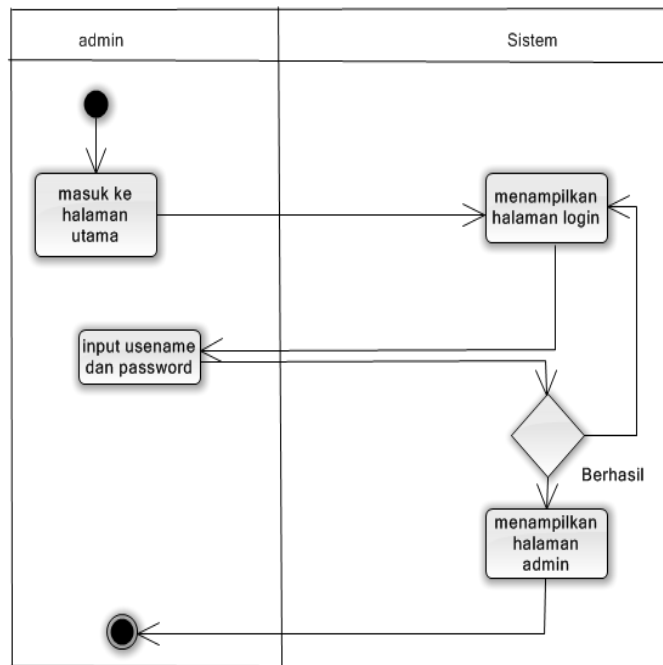 admin
Sistem
masuk ke
halaman
utama
menampilkan
halaman login
input usename
dan password
Berhasil
menampilkan
halaman
admin